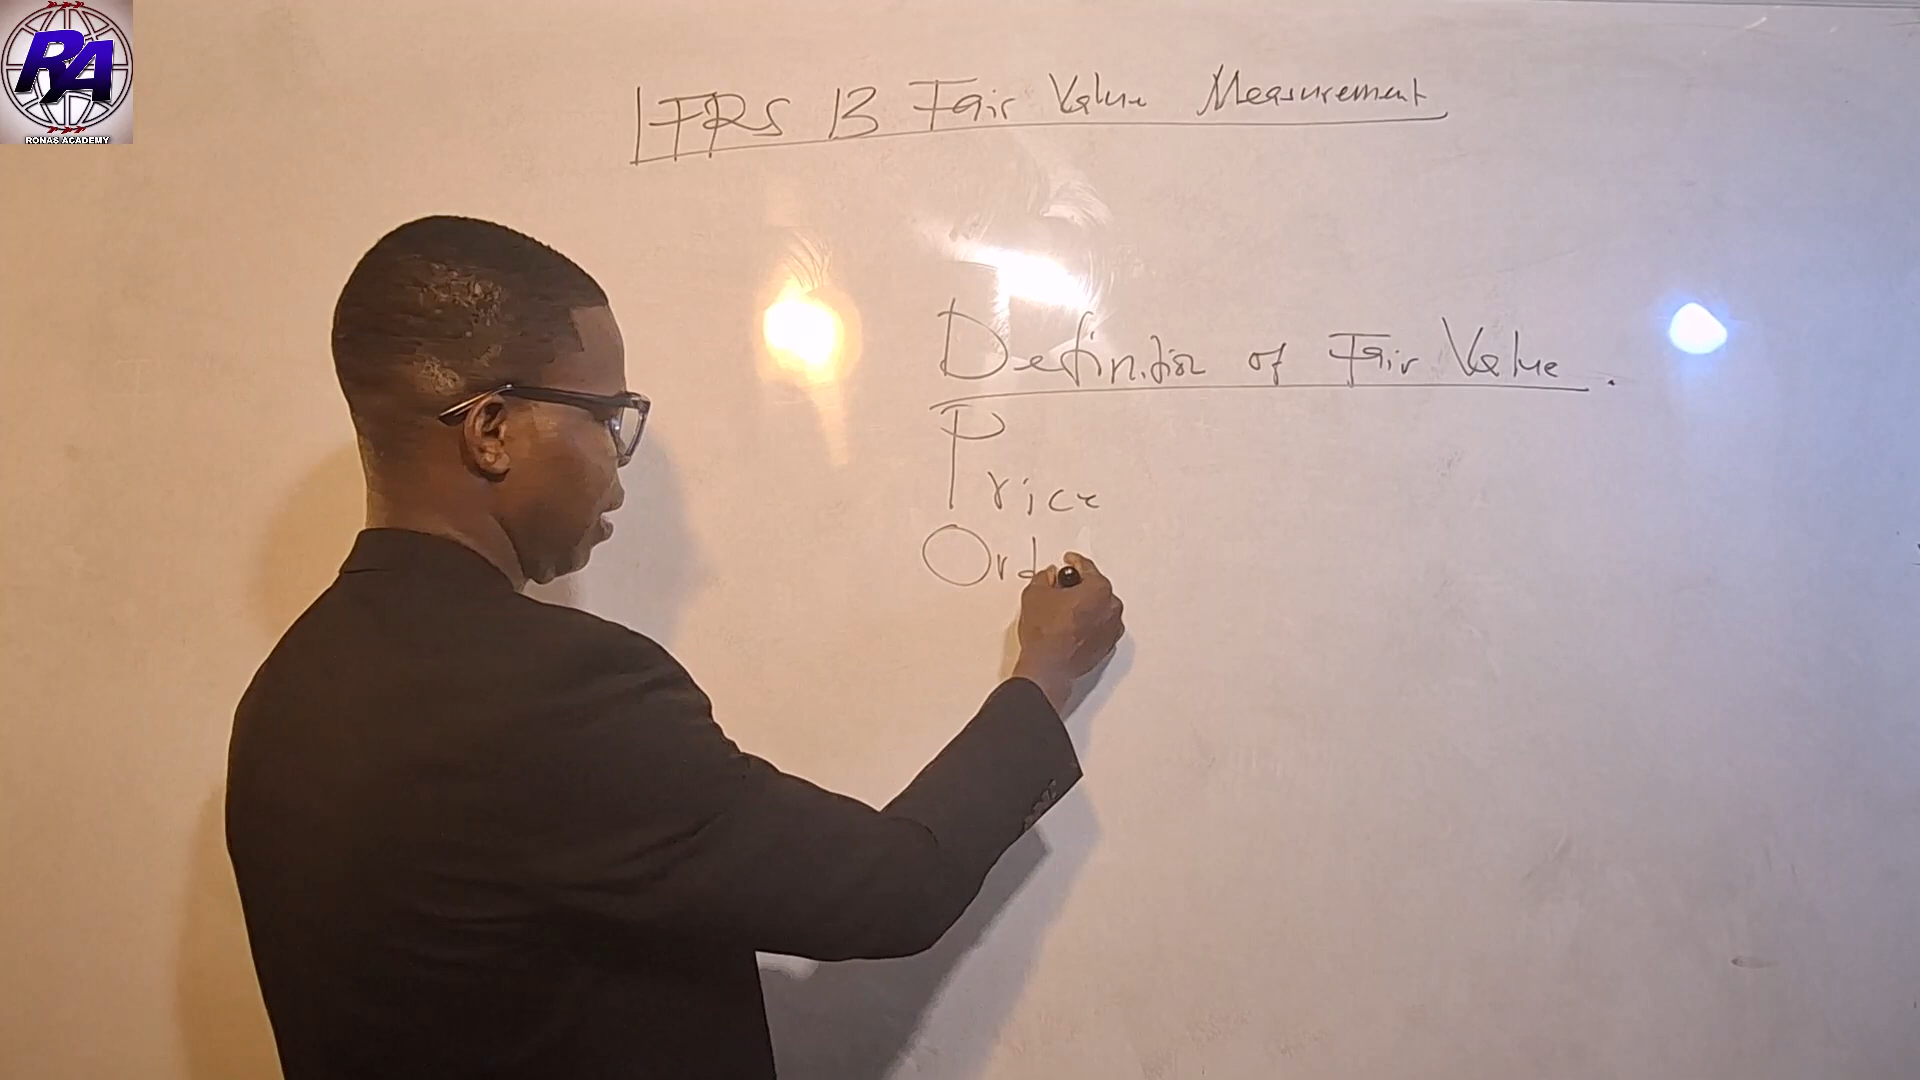 RA
RONAS ACADEMY
IFRS 13 Fair Value Measurement
Definition of Fair Value.
Price
Ord